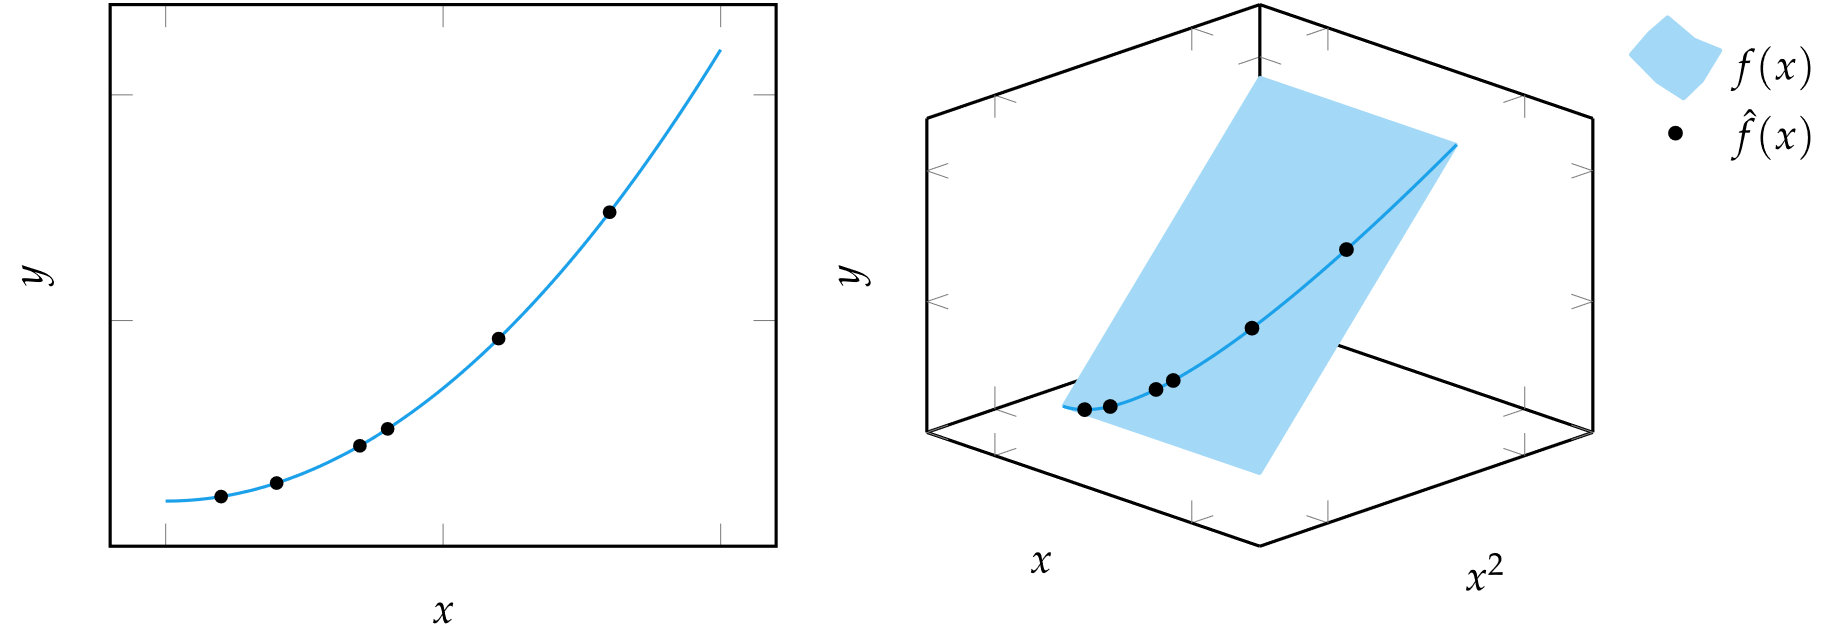 y
x
y
x
x²
f(x)
f̂(x)